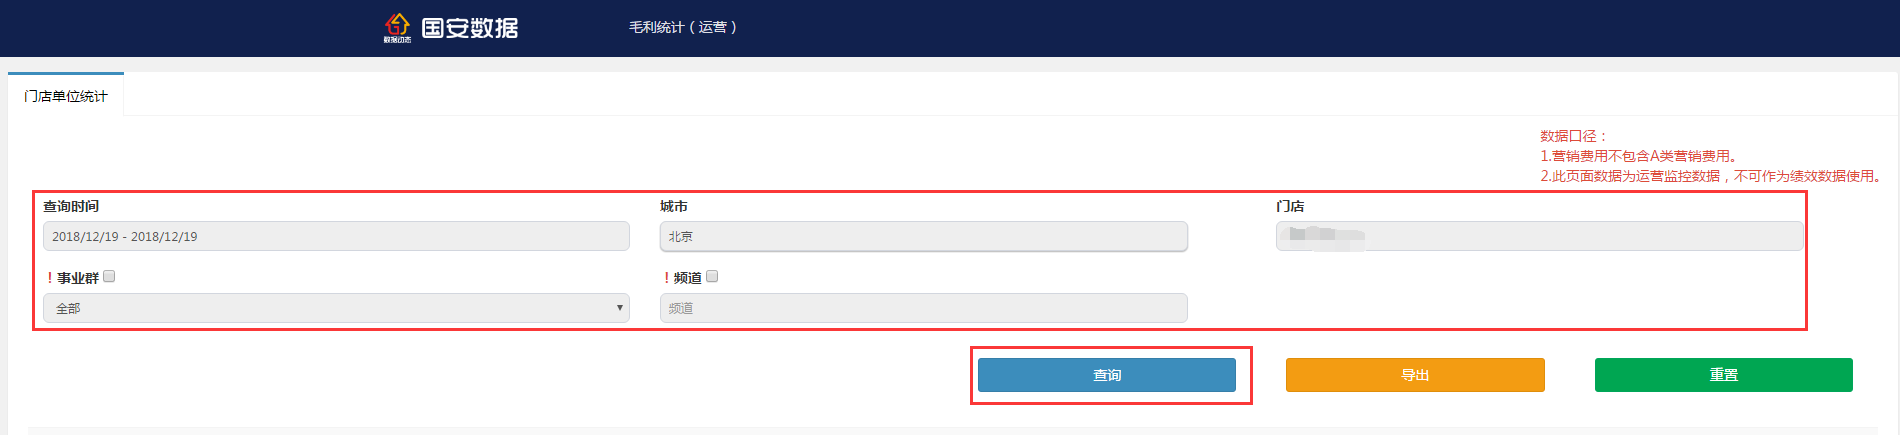 数据动态
国安数据
毛利统计（运营）
门店单位统计
数据口径：
1.营销费用不包含A类营销费用。
2.此页面数据为运营监控数据，不可作为绩效数据使用。
查询时间
城市
门店
2018/12/19 - 2018/12/19
北京
！事业群
！频道
全部
频道
查询
导出
重置